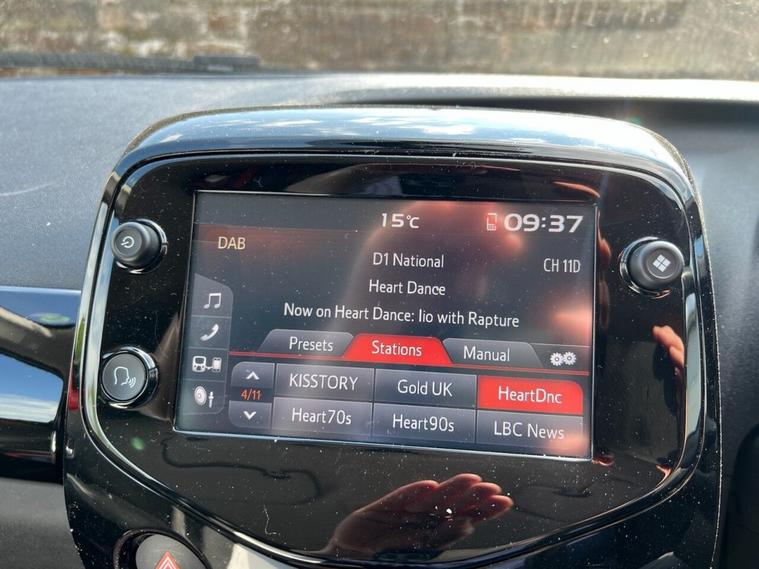 15°C 09:37
DAB
D1 National CH 11D
Heart Dance
Now on Heart Dance: Iio with Rapture
Presets Stations Manual
KISSTORY Gold UK HeartDnc
4/11
Heart70s Heart90s LBC News